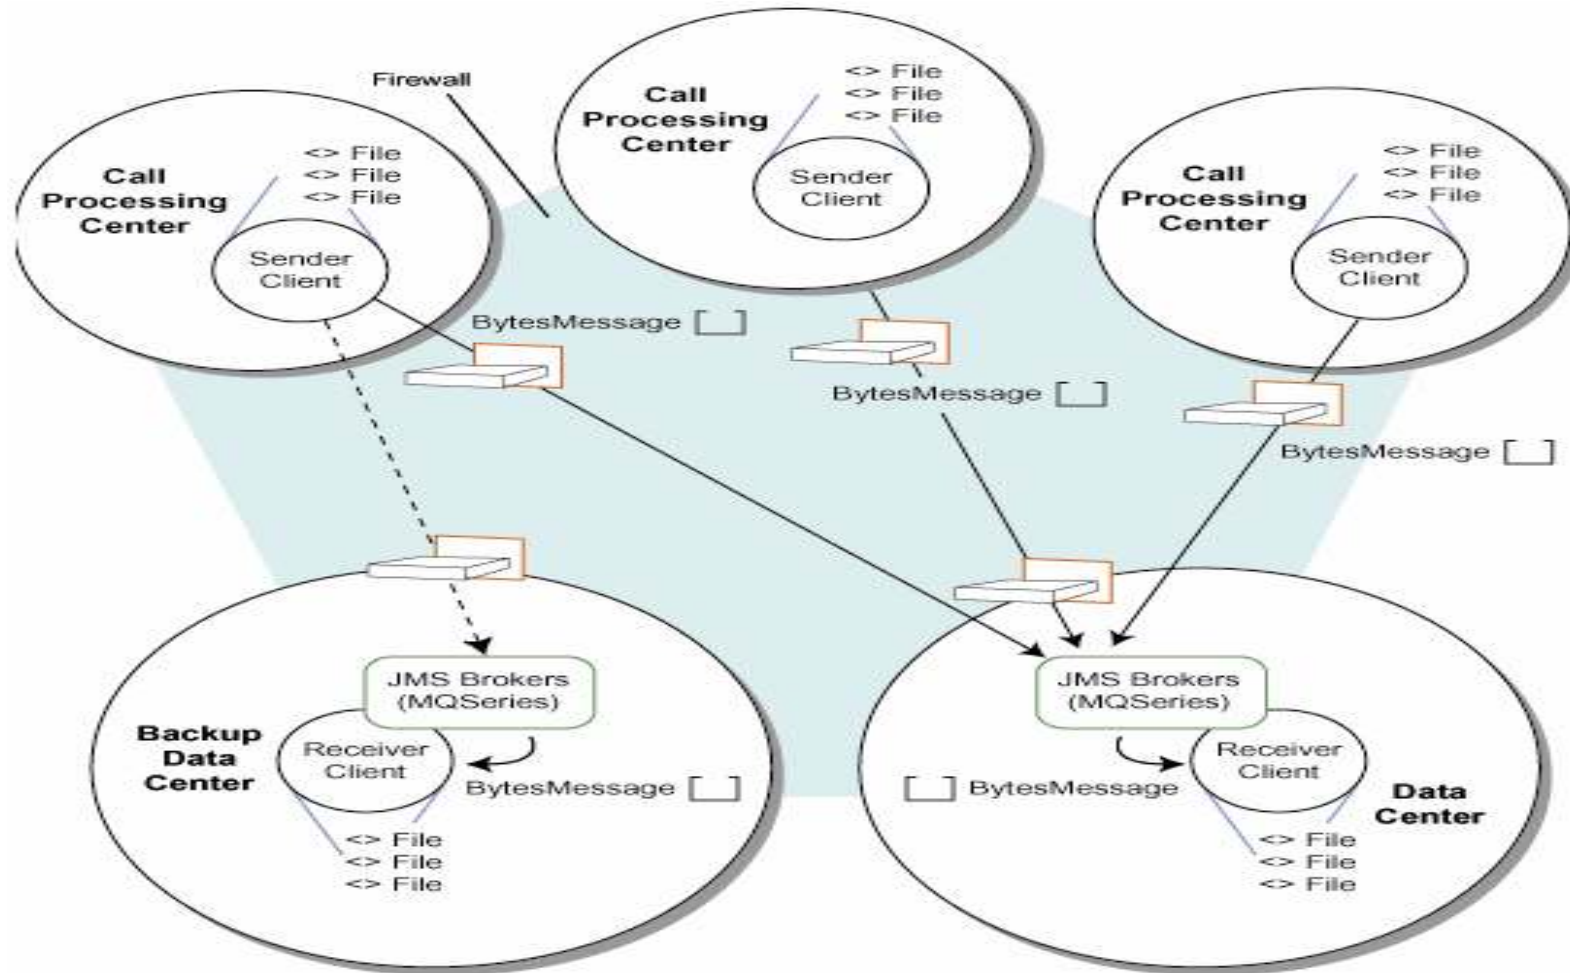 Firewall
Call
Processing
Center
<> File
<> File
<> File
Sender
Client
Call
Processing
Center
<> File
<> File
<> File
Sender
Client
Call
Processing
Center
<> File
<> File
<> File
Sender
Client
BytesMessage
BytesMessage
BytesMessage
JMS Brokers
(MQSeries)
Backup
Data
Center
Receiver
Client
BytesMessage
<> File
<> File
<> File
JMS Brokers
(MQSeries)
Receiver
Client
BytesMessage
Data
Center
<> File
<> File
<> File